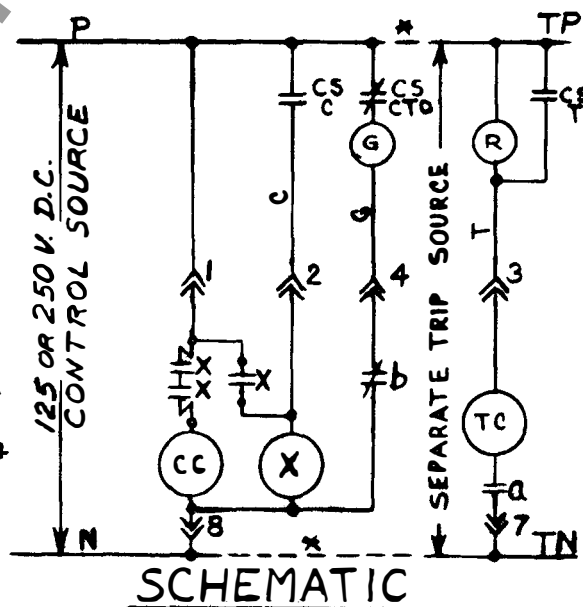 P * TP
CS C
CS CTO
CS T
G
R
125 OR 250 V. D.C.
CONTROL SOURCE
C
G
SEPARATE TRIP SOURCE
T
1
2
4
3
X
X
X
b
CC
X
TC
a
8
7
N * TN
SCHEMATIC